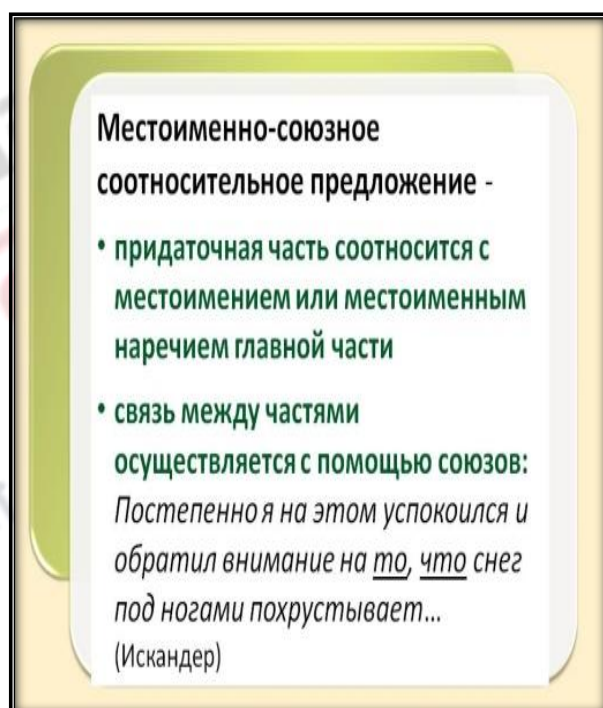 Местоименно-союзное
соотносительное предложение -
• придаточная часть соотносится с
местоимением или местоименным
наречием главной части
• связь между частями
осуществляется с помощью союзов:
Постепенно я на этом успокоился и
обратил внимание на то, что снег
под ногами похрустывает...
(Искандер)